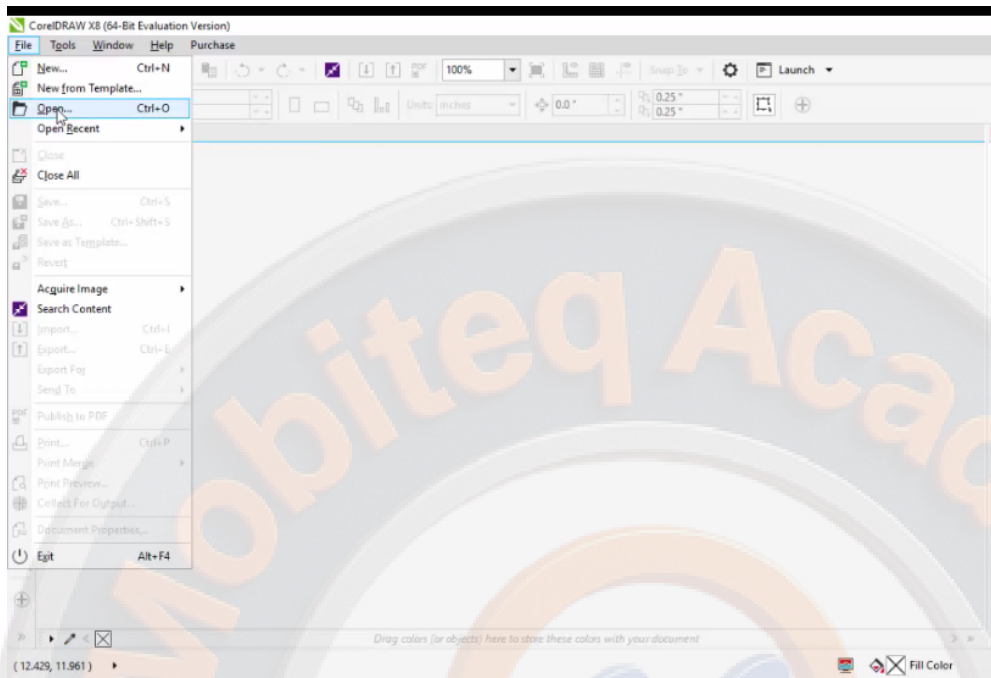 CorelDRAW X8 (64-Bit Evaluation Version)
File Tools Window Help Purchase
New... Ctrl+N
100% Snap To Launch
New from Template...
Open... Ctrl+O
Units: inches 0.0 ° 0.25 "
0.25 "
Open Recent
Close
Close All
Save... Ctrl+S
Save As... Ctrl+Shift+S
Save as Template...
Revert
Acquire Image
Search Content
Import... Ctrl+I
Export... Ctrl+E
Export For
Send To
PDF Publish to PDF
Print... Ctrl+P
Print Merge
Print Preview...
Collect For Output...
Document Properties...
Exit Alt+F4
Mobiteq Acad
Drag colors (or objects) here to store these colors with your document
( 12.429, 11.961 ) Fill Color